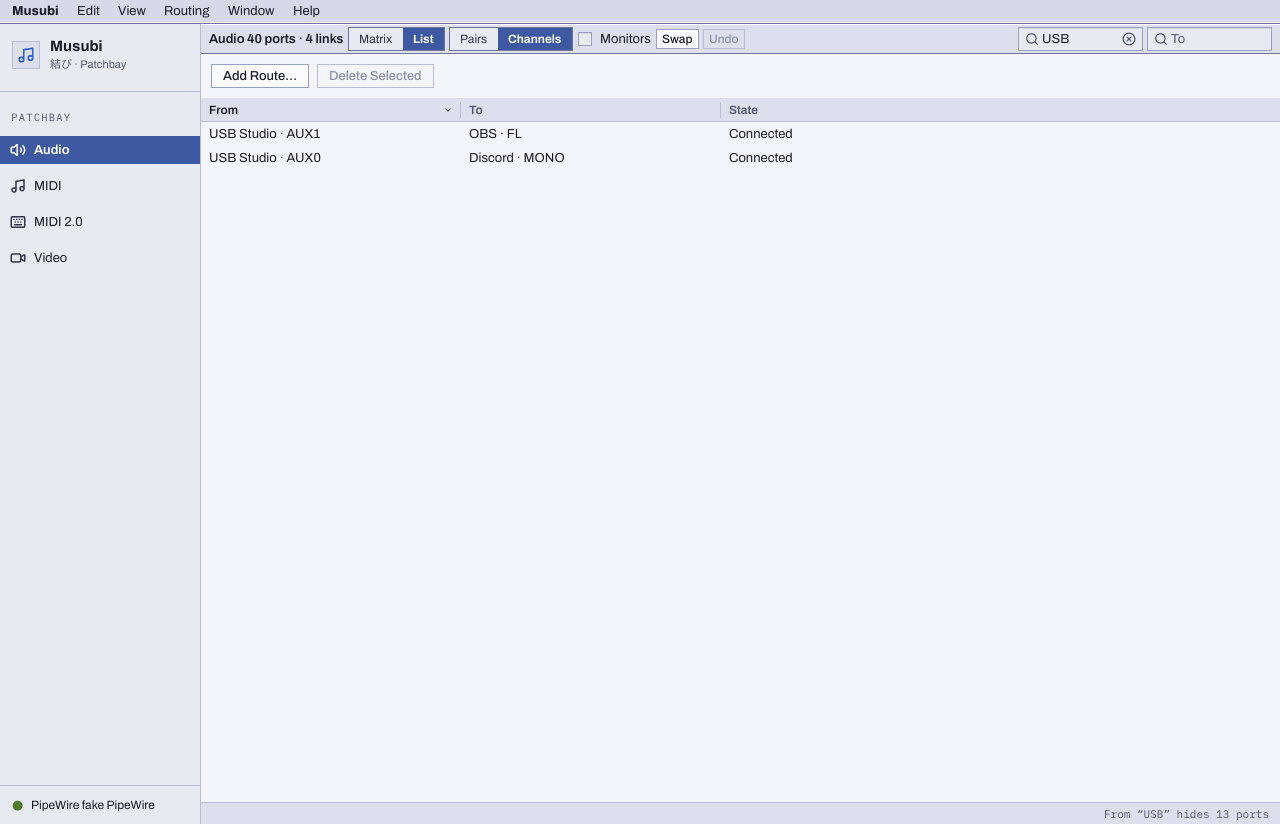 Musubi Edit View Routing Window Help
Musubi
結び · Patchbay
Audio 40 ports · 4 links Matrix List Pairs Channels Monitors Swap Undo USB To
Add Route... Delete Selected
PATCHBAY
Audio
MIDI
MIDI 2.0
Video
From To State
USB Studio · AUX1 OBS · FL Connected
USB Studio · AUX0 Discord · MONO Connected
PipeWire fake PipeWire
From “USB” hides 13 ports